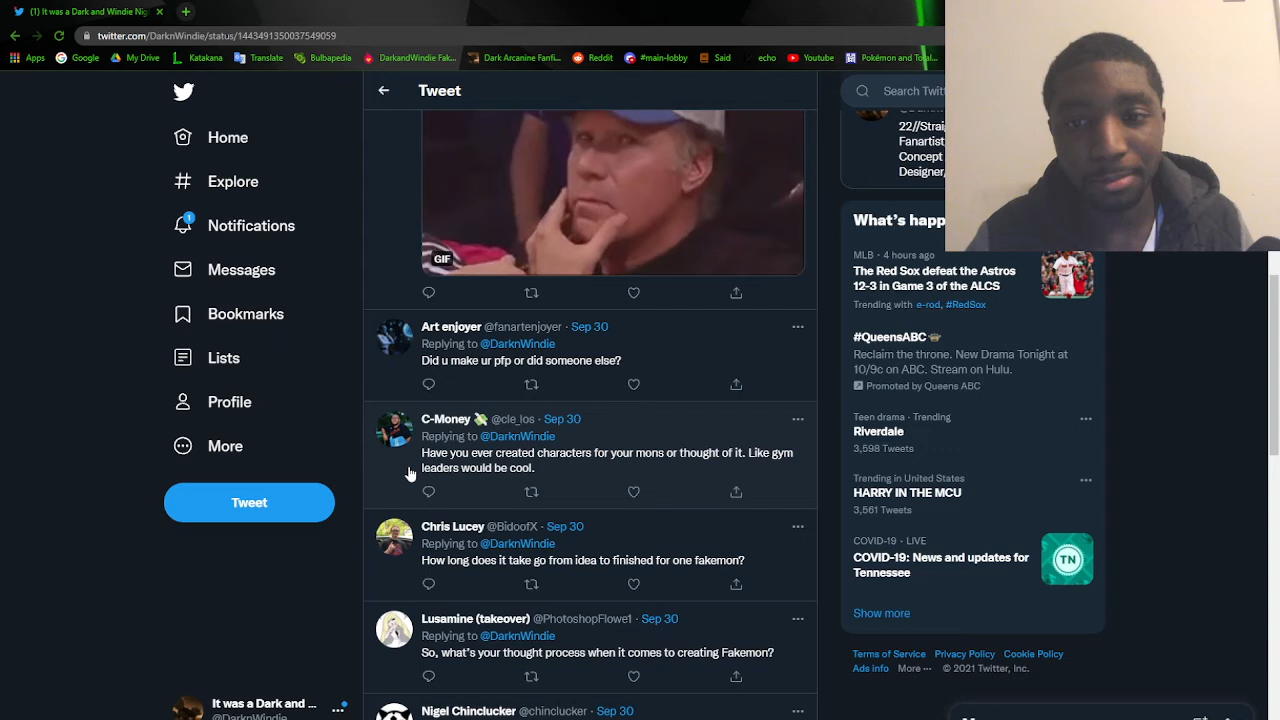 (1) It was a Dark and Windie Nig
twitter.com/DarknWindie/status/1443491350037549059
Apps Google My Drive Katakana Translate Bulbapedia DarkandWindie Fak... Dark Arcanine Fanfi... Reddit #main-lobby Said echo Youtube Pokémon and Total...
Home
Explore
1
Notifications
Messages
Bookmarks
Lists
Profile
More
Tweet
It was a Dark and ...
@DarknWindie
Tweet
GIF
Art enjoyer @fanartenjoyer · Sep 30
Replying to @DarknWindie
Did u make ur pfp or did someone else?
C-Money 💸 @cle_los · Sep 30
Replying to @DarknWindie
Have you ever created characters for your mons or thought of it. Like gym
leaders would be cool.
Chris Lucey @BidoofX · Sep 30
Replying to @DarknWindie
How long does it take go from idea to finished for one fakemon?
Lusamine (takeover) @PhotoshopFlowe1 · Sep 30
Replying to @DarknWindie
So, what's your thought process when it comes to creating Fakemon?
Nigel Chinclucker @chinclucker · Sep 30
Search Twit
22//Straig
Fanartist,
Concept
Designer/
What's happ
MLB · 4 hours ago
The Red Sox defeat the Astros
12-3 in Game 3 of the ALCS
Trending with e-rod, #RedSox
#QueensABC
Reclaim the throne. New Drama Tonight at
10/9c on ABC. Stream on Hulu.
Promoted by Queens ABC
Teen drama · Trending
Riverdale
3,598 Tweets
Trending in United States
HARRY IN THE MCU
3,561 Tweets
COVID-19 · LIVE
COVID-19: News and updates for
Tennessee
TN
Show more
Terms of Service Privacy Policy Cookie Policy
Ads info More ··· © 2021 Twitter, Inc.